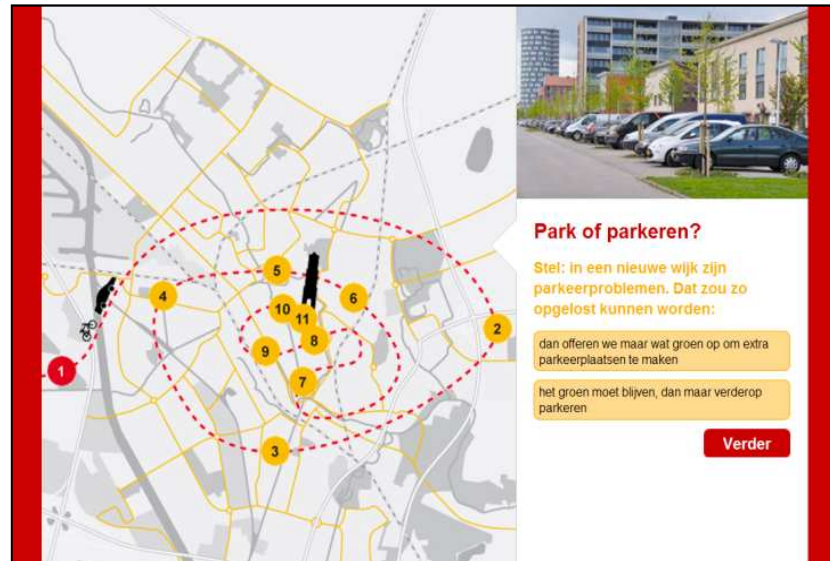 5
4
6
10
11
2
8
9
1
7
3
Park of parkeren?
Stel: in een nieuwe wijk zijn
parkeerproblemen. Dat zou zo
opgelost kunnen worden:
dan offeren we maar wat groen op om extra
parkeerplaatsen te maken
het groen moet blijven, dan maar verderop
parkeren
Verder